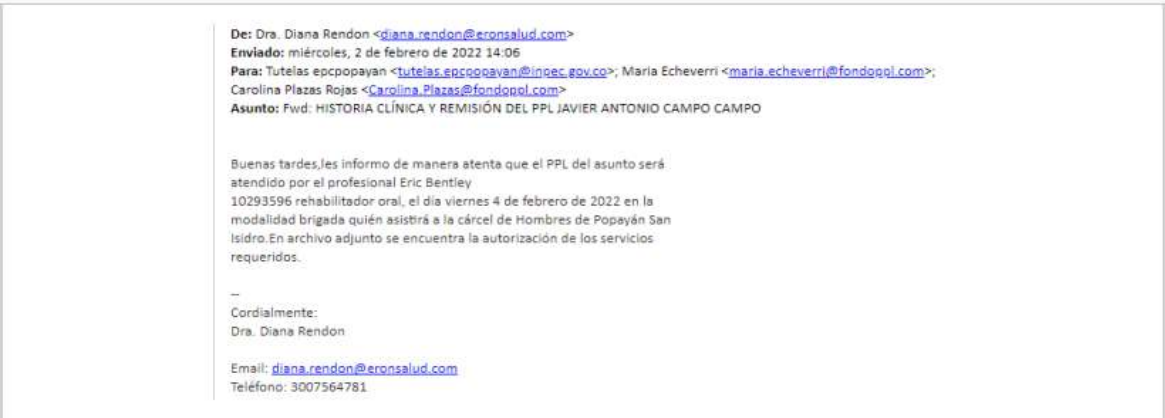 De: Dra. Diana Rendon <diana.rendon@eronsalud.com>
Enviado: miércoles, 2 de febrero de 2022 14:06
Para: Tutelas epcpopayan <tutelas.epcpopayan@inpec.gov.co>; Maria Echeverri <maria.echeverri@fondoppl.com>;
Carolina Plazas Rojas <Carolina.Plazas@fondoppl.com>
Asunto: Fwd: HISTORIA CLÍNICA Y REMISIÓN DEL PPL JAVIER ANTONIO CAMPO CAMPO
Buenas tardes,les informo de manera atenta que el PPL del asunto será
atendido por el profesional Eric Bentley
10293596 rehabilitador oral, el día viernes 4 de febrero de 2022 en la
modalidad brigada quién asistirá a la cárcel de Hombres de Popayán San
Isidro.En archivo adjunto se encuentra la autorización de los servicios
requeridos.
--
Cordialmente:
Dra. Diana Rendon
Email: diana.rendon@eronsalud.com
Teléfono: 3007564781